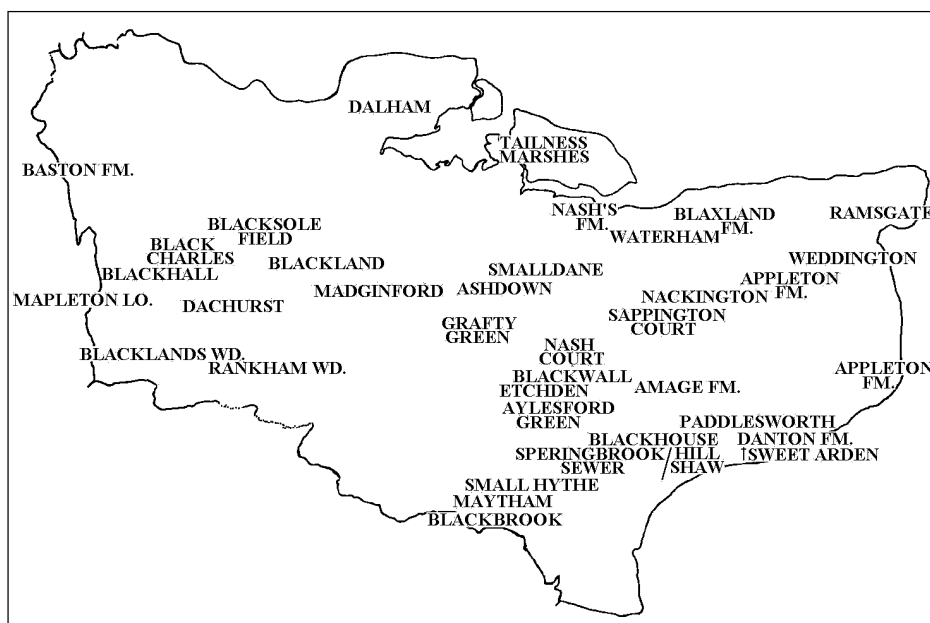 DALHAM
TAILNESS
MARSHES
BASTON FM.
NASH'S
FM.
BLAXLAND
FM.
RAMSGATE
WATERHAM
BLACKSOLE
FIELD
BLACK
CHARLES
BLACKHALL
BLACKLAND
WEDDINGTON
SMALLDANE
ASHDOWN
APPLETON
FM.
MAPLETON LO.
DACHURST
MADGINFORD
NACKINGTON
SAPPINGTON
COURT
GRAFTY
GREEN
NASH
COURT
BLACKLANDS WD.
RANKHAM WD.
BLACKWALL
ETCHDEN
AMAGE FM.
APPLETON
FM.
AYLESFORD
GREEN
PADDLESWORTH
BLACKHOUSE
HILL
SHAW
DANTON FM.
↑SWEET ARDEN
SPERINGBROOK
SEWER
SMALL HYTHE
MAYTHAM
BLACKBROOK